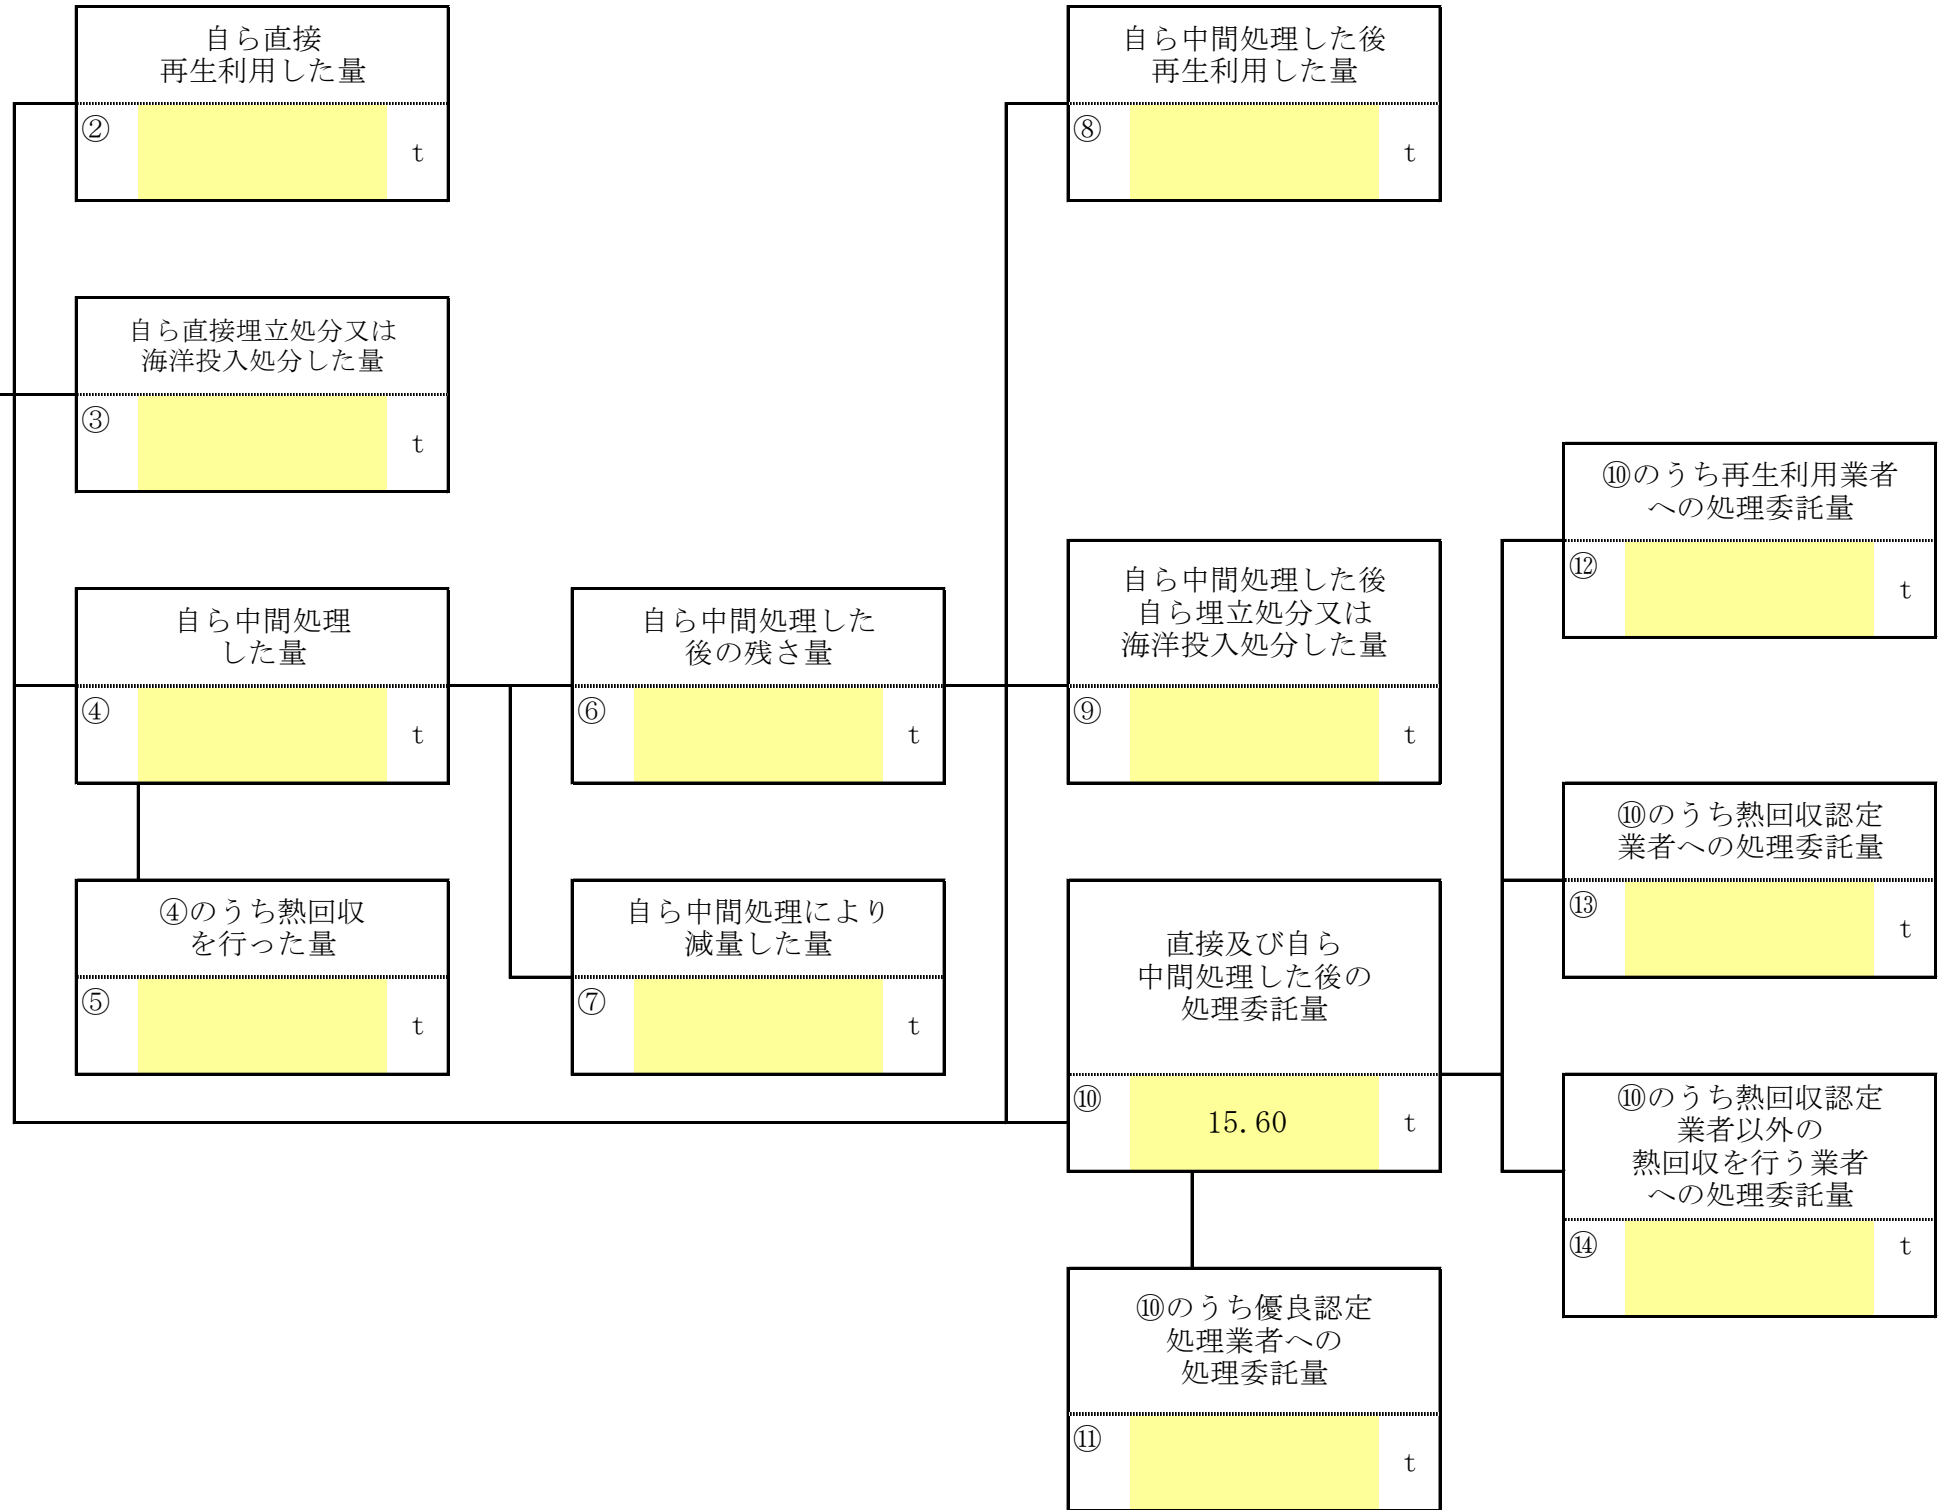 自ら直接
再生利用した量
②
t
自ら中間処理した後
再生利用した量
⑧
t
自ら直接埋立処分又は
海洋投入処分した量
③
t
⑩のうち再生利用業者
への処理委託量
⑫
t
自ら中間処理
した量
④
t
自ら中間処理した
後の残さ量
⑥
t
自ら中間処理した後
自ら埋立処分又は
海洋投入処分した量
⑨
t
⑩のうち熱回収認定
業者への処理委託量
⑬
t
④のうち熱回収
を行った量
⑤
t
自ら中間処理により
減量した量
⑦
t
直接及び自ら
中間処理した後の
処理委託量
⑩
15.60
t
⑩のうち熱回収認定
業者以外の
熱回収を行う業者
への処理委託量
⑭
t
⑩のうち優良認定
処理業者への
処理委託量
⑪
t